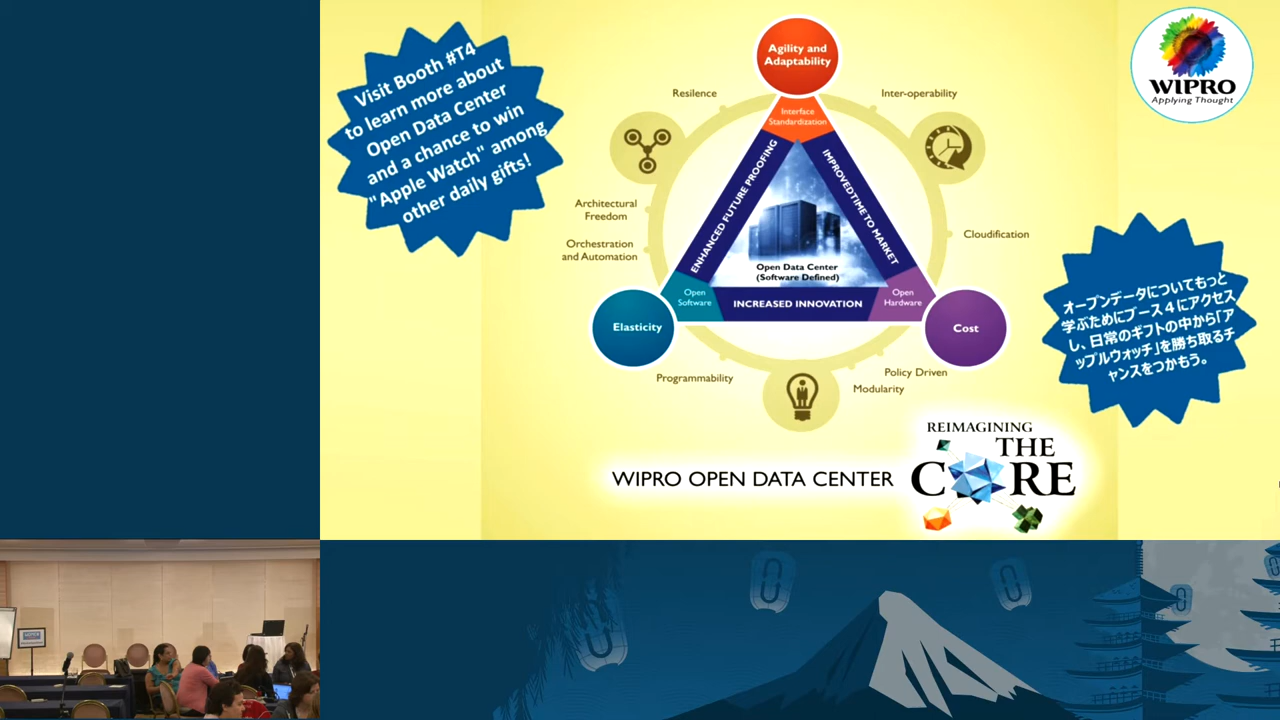 Visit Booth #T4
to learn more about
Open Data Center
and a chance to win
"Apple Watch" among
other daily gifts!
Agility and
Adaptability
WIPRO
Applying Thought
Resilence
Inter-operability
Interface
Standardization
ENHANCED FUTURE PROOFING
IMPROVEDTIME TO MARKET
Architectural
Freedom
Orchestration
and Automation
Cloudification
Open Data Center
(Software Defined)
Open
Software
INCREASED INNOVATION
Open
Hardware
Elasticity
Cost
Programmability
Policy Driven
Modularity
オープンデータについてもっと
学ぶためにブース４にアクセス
し、日常のギフトの中から「ア
ップルウォッチ」を勝ち取るチ
ャンスをつかもう。
WIPRO OPEN DATA CENTER
REIMAGINING
THE
CORE